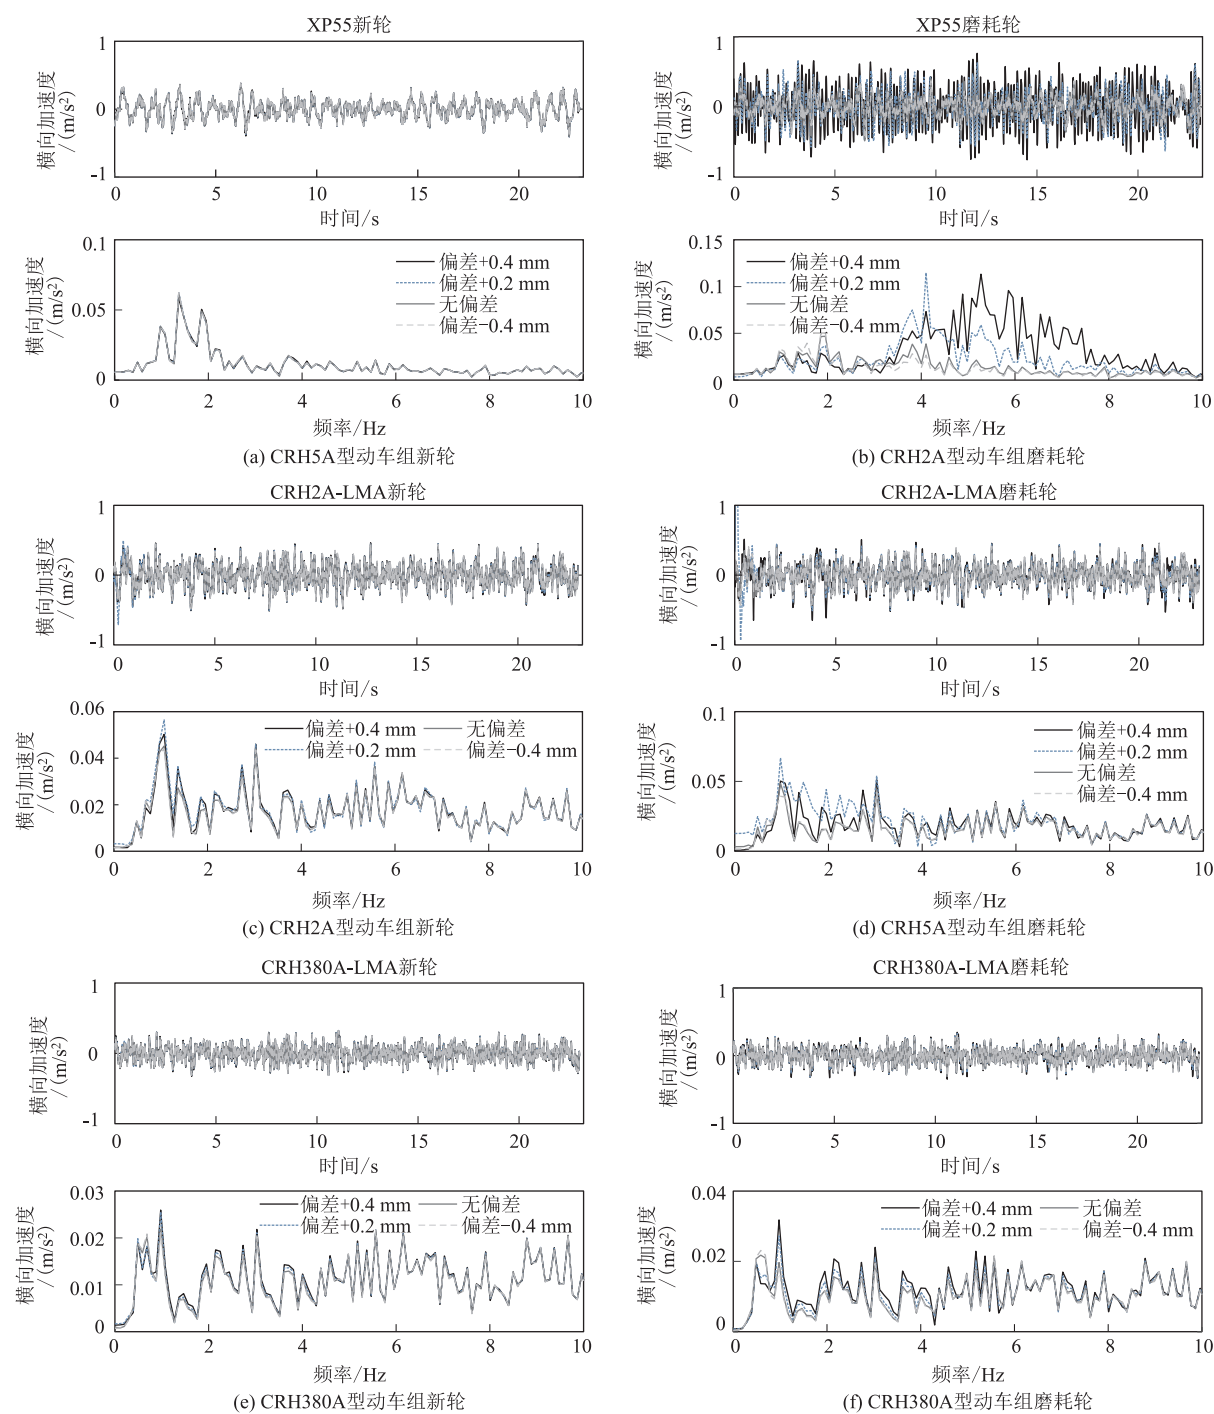 XP55新轮
1
0
-1
横向加速度
/(m/s²)
0 5 10 15 20
时间/s
0.1
0.05
0
横向加速度
/(m/s²)
偏差+0.4 mm
偏差+0.2 mm
无偏差
偏差−0.4 mm
0 2 4 6 8 10
频率/Hz
(a) CRH5A型动车组新轮
XP55磨耗轮
1
0
-1
横向加速度
/(m/s²)
0 5 10 15 20
时间/s
0.15
0.1
0.05
0
横向加速度
/(m/s²)
偏差+0.4 mm
偏差+0.2 mm
无偏差
偏差−0.4 mm
0 2 4 6 8 10
频率/Hz
(b) CRH2A型动车组磨耗轮
CRH2A-LMA新轮
1
0
-1
横向加速度
/(m/s²)
0 5 10 15 20
时间/s
0.06
0.04
0.02
0
横向加速度
/(m/s²)
偏差+0.4 mm 无偏差
偏差+0.2 mm 偏差−0.4 mm
0 2 4 6 8 10
频率/Hz
(c) CRH2A型动车组新轮
CRH2A-LMA磨耗轮
1
0
-1
横向加速度
/(m/s²)
0 5 10 15 20
时间/s
0.1
0.05
0
横向加速度
/(m/s²)
偏差+0.4 mm
偏差+0.2 mm
无偏差
偏差−0.4 mm
0 2 4 6 8 10
频率/Hz
(d) CRH5A型动车组磨耗轮
CRH380A-LMA新轮
1
0
-1
横向加速度
/(m/s²)
0 5 10 15 20
时间/s
0.03
0.02
0.01
0
横向加速度
/(m/s²)
偏差+0.4 mm 无偏差
偏差+0.2 mm 偏差−0.4 mm
0 2 4 6 8 10
频率/Hz
(e) CRH380A型动车组新轮
CRH380A-LMA磨耗轮
1
0
-1
横向加速度
/(m/s²)
0 5 10 15 20
时间/s
0.04
0.02
0
横向加速度
/(m/s²)
偏差+0.4 mm 无偏差
偏差+0.2 mm 偏差−0.4 mm
0 2 4 6 8 10
频率/Hz
(f) CRH380A型动车组磨耗轮